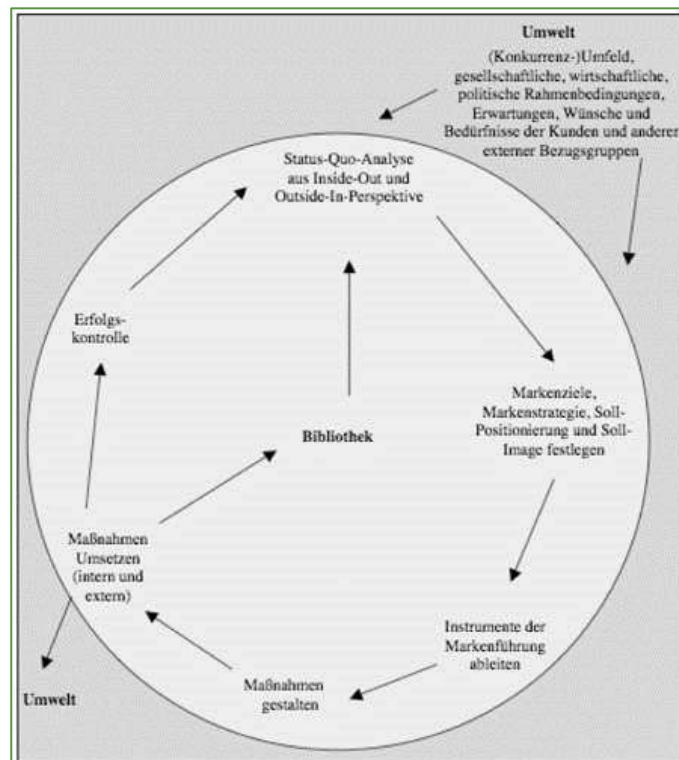 Umwelt
(Konkurrenz-)Umfeld,
gesellschaftliche, wirtschaftliche,
politische Rahmenbedingungen,
Erwartungen, Wünsche und
Bedürfnisse der Kunden und anderer
externer Bezugsgruppen
Status-Quo-Analyse
aus Inside-Out und
Outside-In-Perspektive
Erfolgs-
kontrolle
Markenziele,
Markenstrategie, Soll-
Positionierung und Soll-
Image festlegen
Bibliothek
Maßnahmen
Umsetzen
(intern und
extern)
Instrumente der
Markenführung
ableiten
Maßnahmen
gestalten
Umwelt